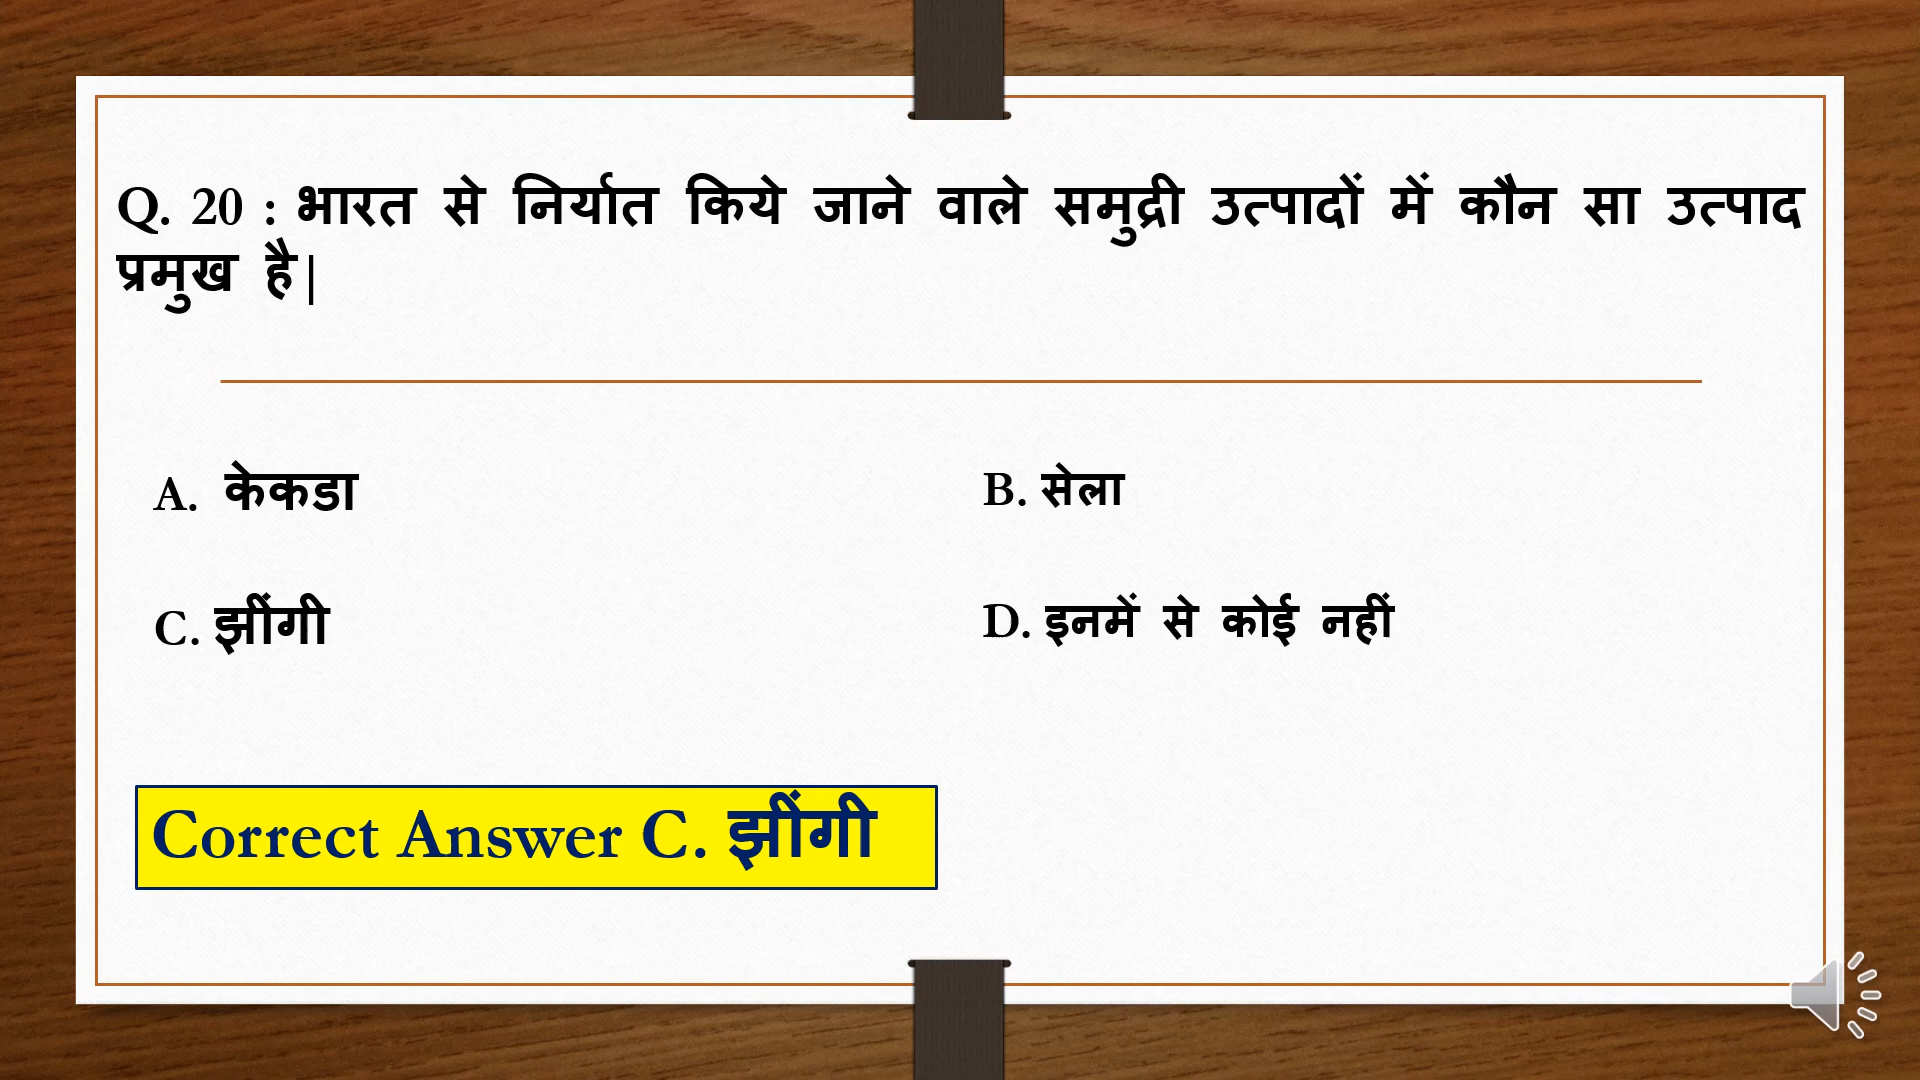 Q. 20 : भारत से निर्यात किये जाने वाले समुद्री उत्पादों में कौन सा उत्पाद
प्रमुख है|
A. केकडा
B. सेला
C. झींगी
D. इनमें से कोई नहीं
Correct Answer C. झींगी